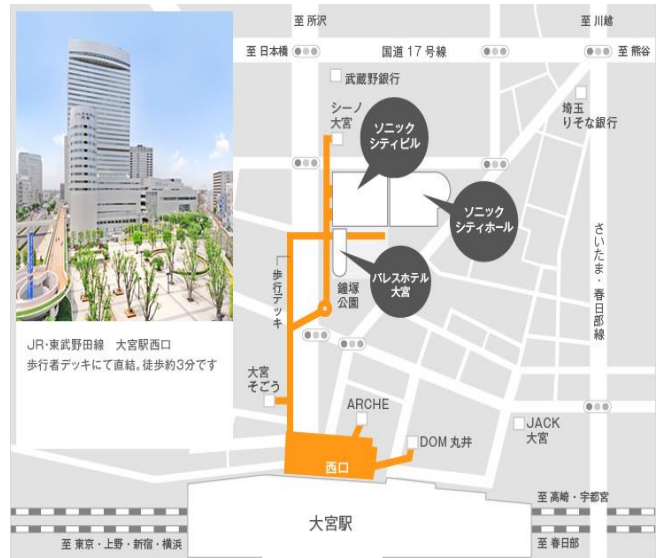 至 所沢
至 川越
至 日本橋
国道 17 号線
至 熊谷
武蔵野銀行
シーノ
大宮
ソニック
シティビル
埼玉
りそな銀行
ソニック
シティホール
さいたま・春日部線
パレスホテル
大宮
歩行デッキ
鐘塚
公園
JR・東武野田線 大宮駅西口
歩行者デッキにて直結。徒歩約3分です
大宮
そごう
ARCHE
JACK
大宮
DOM 丸井
西口
至 高崎・宇都宮
大宮駅
至 東京・上野・新宿・横浜
至 春日部